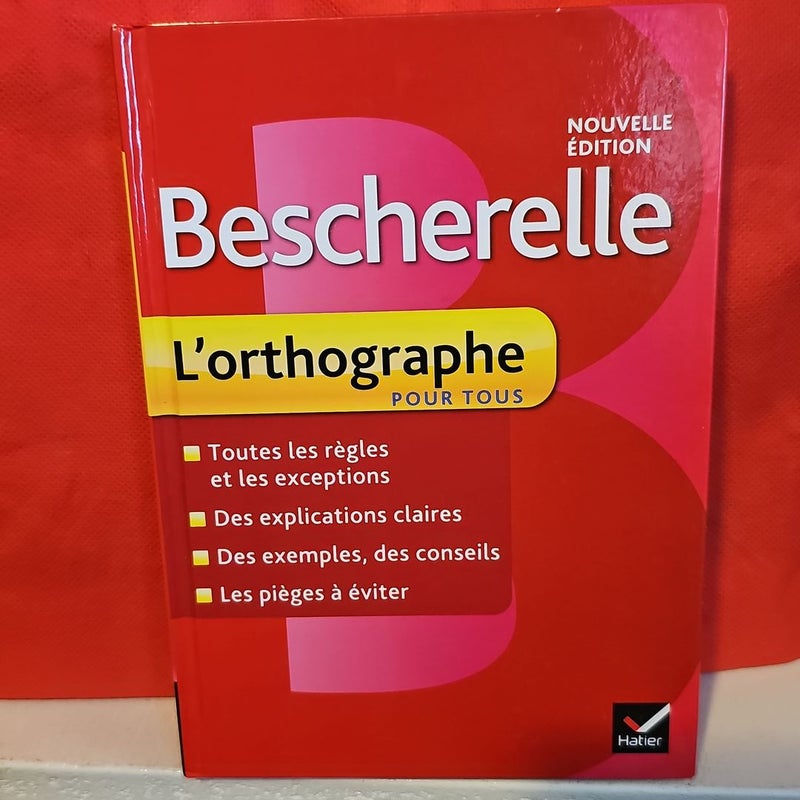 NOUVELLE
ÉDITION
Bescherelle
L'orthographe
POUR TOUS
Toutes les règles
et les exceptions
Des explications claires
Des exemples, des conseils
Les pièges à éviter
Hatier